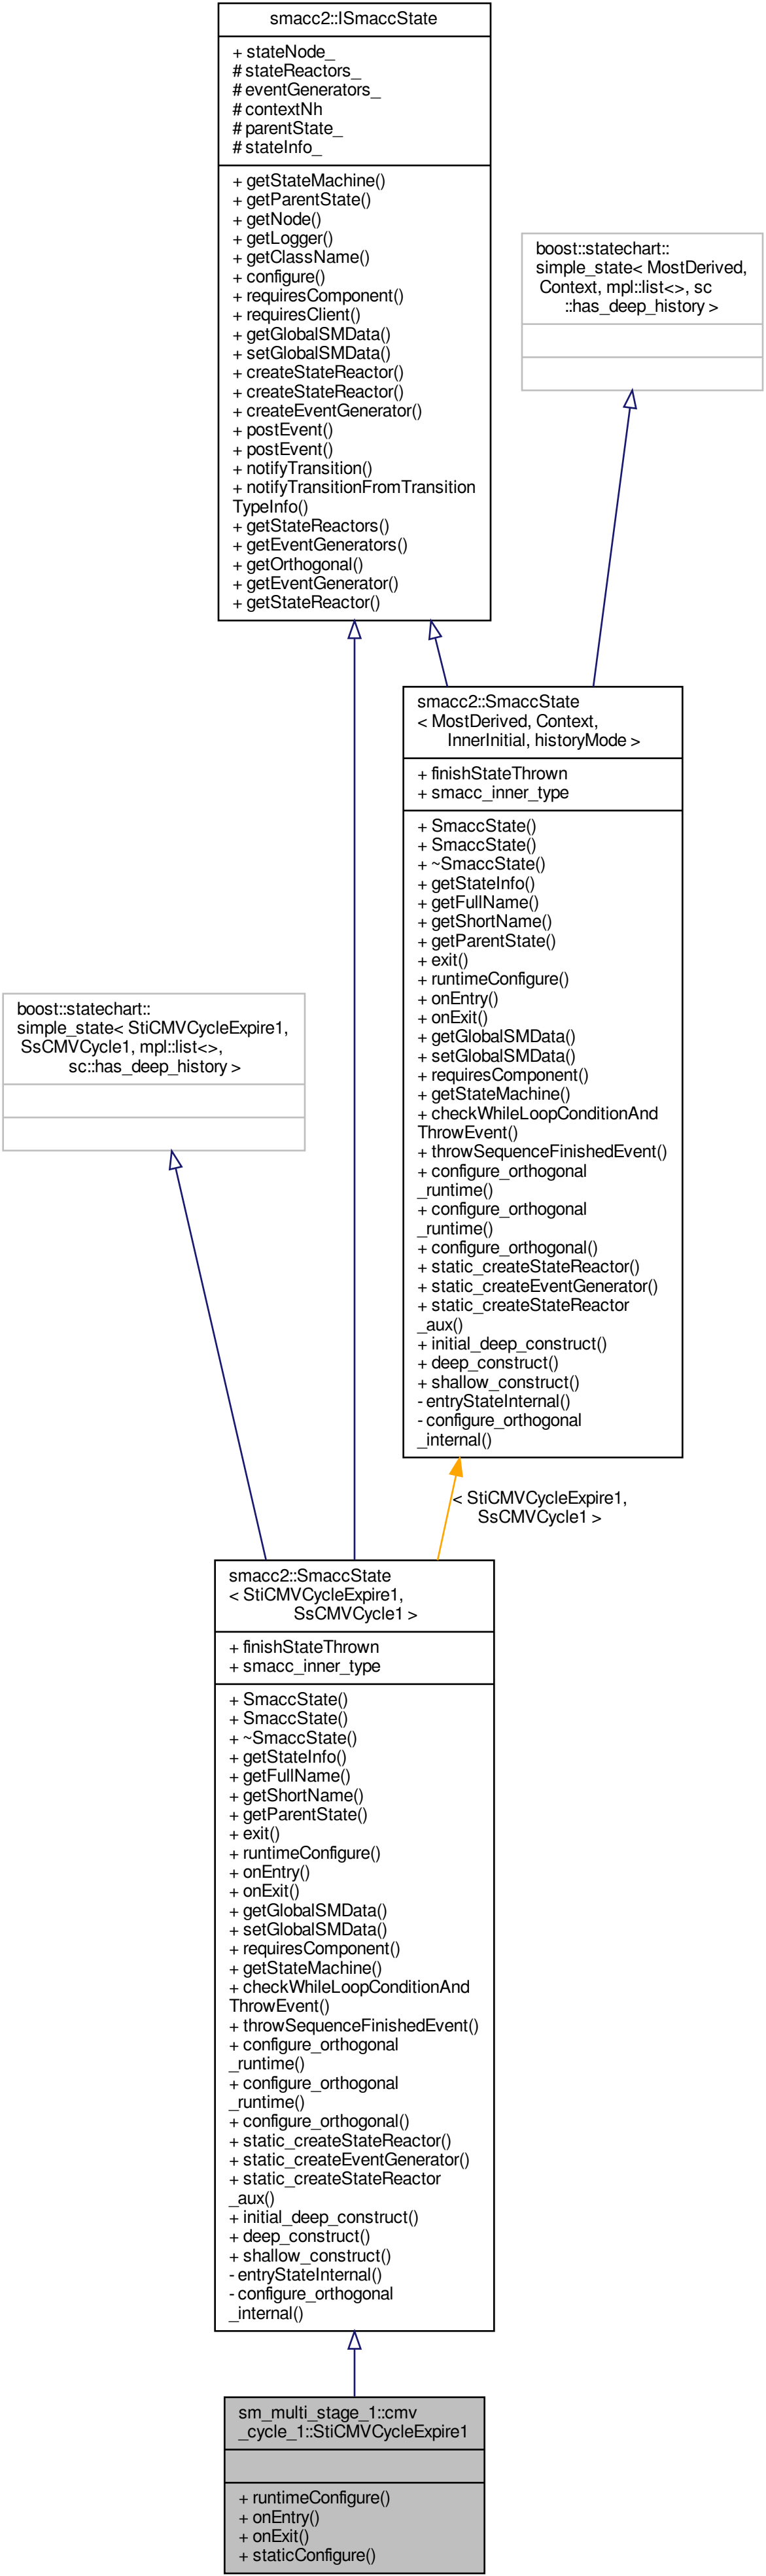 smacc2::ISmaccState
+ stateNode_
# stateReactors_
# eventGenerators_
# contextNh
# parentState_
# stateInfo_
+ getStateMachine()
+ getParentState()
+ getNode()
+ getLogger()
+ getClassName()
+ configure()
+ requiresComponent()
+ requiresClient()
+ getGlobalSMData()
+ setGlobalSMData()
+ createStateReactor()
+ createStateReactor()
+ createEventGenerator()
+ postEvent()
+ postEvent()
+ notifyTransition()
+ notifyTransitionFromTransition
TypeInfo()
+ getStateReactors()
+ getEventGenerators()
+ getOrthogonal()
+ getEventGenerator()
+ getStateReactor()
boost::statechart::
simple_state< MostDerived,
Context, mpl::list<>, sc
::has_deep_history >
smacc2::SmaccState
< MostDerived, Context,
InnerInitial, historyMode >
+ finishStateThrown
+ smacc_inner_type
+ SmaccState()
+ SmaccState()
+ ~SmaccState()
+ getStateInfo()
+ getFullName()
+ getShortName()
+ getParentState()
+ exit()
+ runtimeConfigure()
+ onEntry()
+ onExit()
+ getGlobalSMData()
+ setGlobalSMData()
+ requiresComponent()
+ getStateMachine()
+ checkWhileLoopConditionAnd
ThrowEvent()
+ throwSequenceFinishedEvent()
+ configure_orthogonal
_runtime()
+ configure_orthogonal
_runtime()
+ configure_orthogonal()
+ static_createStateReactor()
+ static_createEventGenerator()
+ static_createStateReactor
_aux()
+ initial_deep_construct()
+ deep_construct()
+ shallow_construct()
- entryStateInternal()
- configure_orthogonal
_internal()
boost::statechart::
simple_state< StiCMVCycleExpire1,
SsCMVCycle1, mpl::list<>,
sc::has_deep_history >
< StiCMVCycleExpire1,
SsCMVCycle1 >
smacc2::SmaccState
< StiCMVCycleExpire1,
SsCMVCycle1 >
+ finishStateThrown
+ smacc_inner_type
+ SmaccState()
+ SmaccState()
+ ~SmaccState()
+ getStateInfo()
+ getFullName()
+ getShortName()
+ getParentState()
+ exit()
+ runtimeConfigure()
+ onEntry()
+ onExit()
+ getGlobalSMData()
+ setGlobalSMData()
+ requiresComponent()
+ getStateMachine()
+ checkWhileLoopConditionAnd
ThrowEvent()
+ throwSequenceFinishedEvent()
+ configure_orthogonal
_runtime()
+ configure_orthogonal
_runtime()
+ configure_orthogonal()
+ static_createStateReactor()
+ static_createEventGenerator()
+ static_createStateReactor
_aux()
+ initial_deep_construct()
+ deep_construct()
+ shallow_construct()
- entryStateInternal()
- configure_orthogonal
_internal()
sm_multi_stage_1::cmv
_cycle_1::StiCMVCycleExpire1
+ runtimeConfigure()
+ onEntry()
+ onExit()
+ staticConfigure()